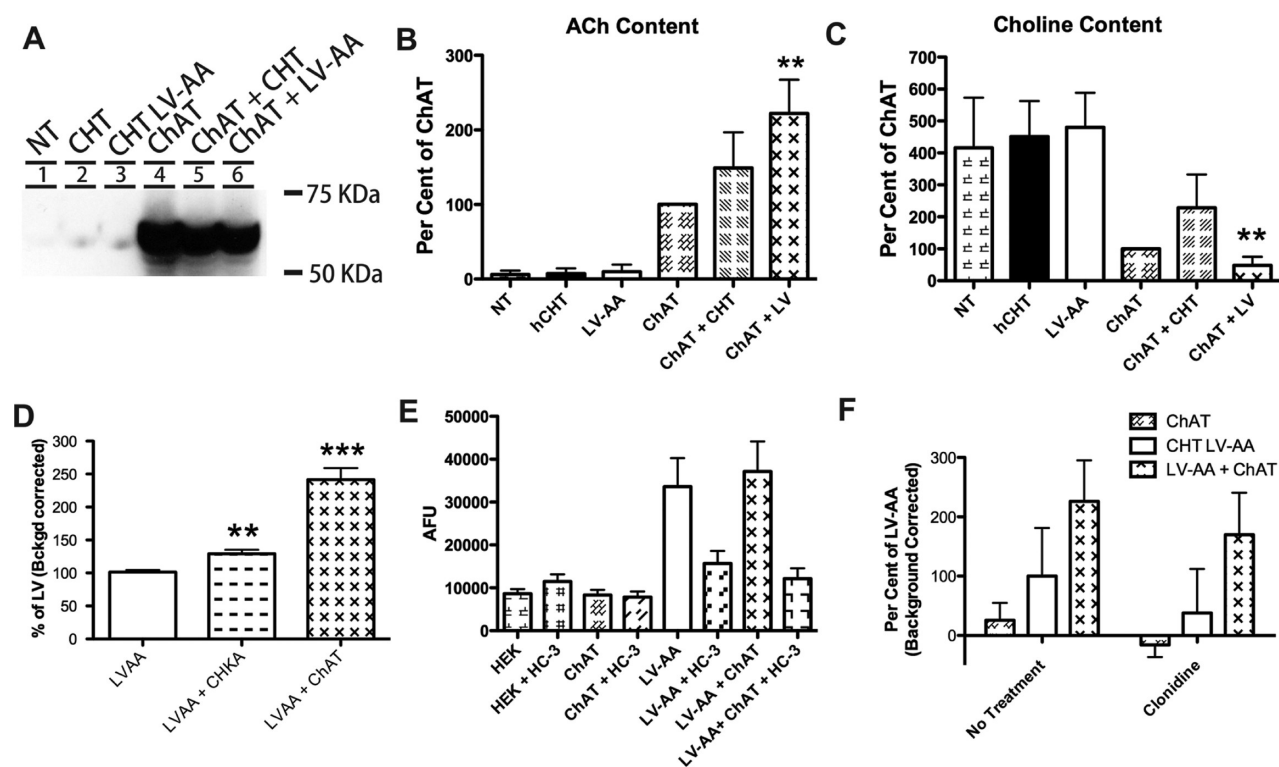 A
NT
CHT
CHT LV-AA
ChAT
ChAT + CHT
ChAT + LV-AA
1 2 3 4 5 6
75 KDa
50 KDa
B
ACh Content
Per Cent of ChAT
300
200
100
0
NT
hCHT
LV-AA
ChAT
ChAT + CHT
ChAT + LV
**
C
Choline Content
Per Cent of ChAT
700
600
500
400
300
200
100
0
NT
hCHT
LV-AA
ChAT
ChAT + CHT
ChAT + LV
**
D
% of LV (Bckgd corrected)
300
250
200
150
100
50
0
**
***
LVAA
LVAA + CHKA
LVAA + ChAT
E
AFU
50000
40000
30000
20000
10000
0
HEK
HEK + HC-3
ChAT
ChAT + HC-3
LV-AA
LV-AA + HC-3
LV-AA + ChAT
LV-AA+ ChAT + HC-3
F
ChAT
CHT LV-AA
LV-AA + ChAT
Per Cent of LV-AA
(Background Corrected)
300
200
100
0
No Treatment
Clonidine